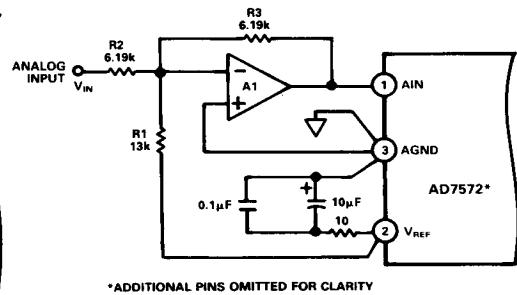 R3
6.19k
R2
6.19k
ANALOG
INPUT
VIN
−
A1
+
1
AIN
R1
13k
3
AGND
AD7572*
+
0.1μF
10μF
10
2
VREF
*ADDITIONAL PINS OMITTED FOR CLARITY